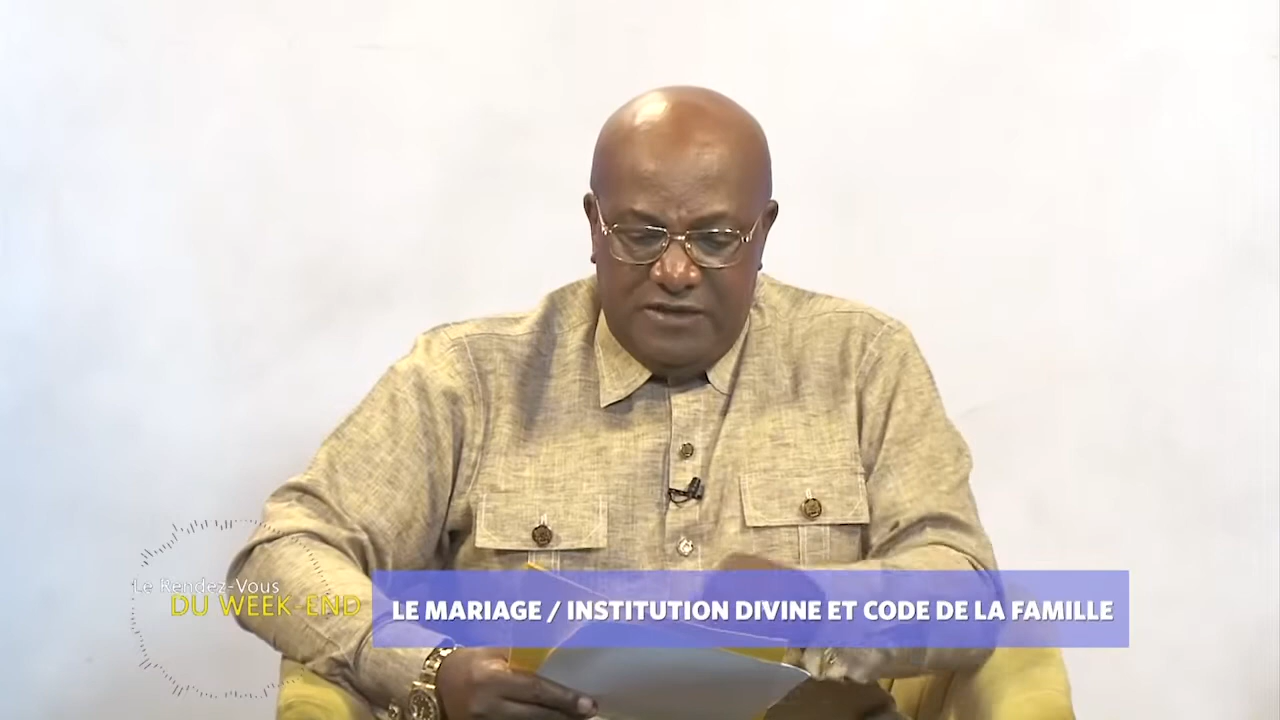 Le Rendez-Vous
DU WEEK-END
LE MARIAGE / INSTITUTION DIVINE ET CODE DE LA FAMILLE